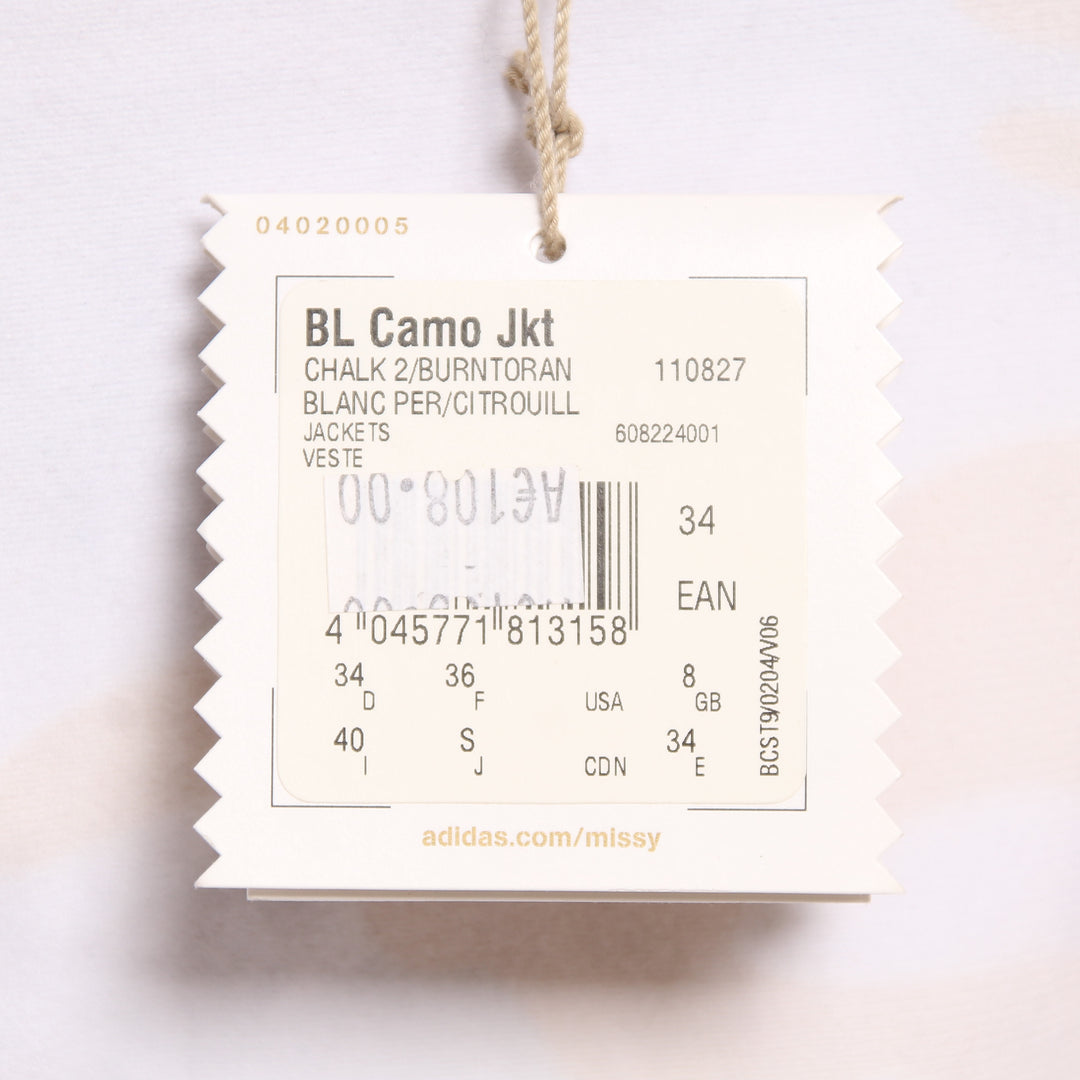 04020005
BL Camo Jkt
CHALK 2/BURNTORAN 110827
BLANC PER/CITROUILL
JACKETS 608224001
VESTE
A€108.00
34
EAN
4 045771 813158
34 D 36 F USA 8 GB
40 I S J CDN 34 E
BCST9/0204/V06
adidas.com/missy